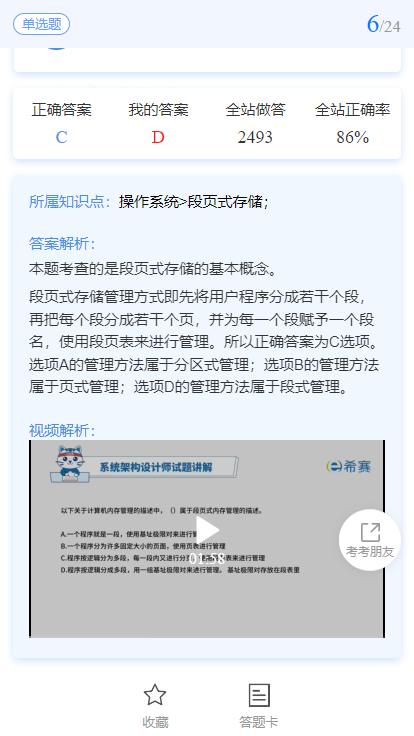 单选题
6/24
正确答案 我的答案 全站做答 全站正确率
C D 2493 86%
所属知识点：操作系统>段页式存储；
答案解析：
本题考查的是段页式存储的基本概念。
段页式存储管理方式即先将用户程序分成若干个段，
再把每个段分成若干个页，并为每一个段赋予一个段
名，使用段页表来进行管理。所以正确答案为C选项。
选项A的管理方法属于分区式管理；选项B的管理方法
属于页式管理；选项D的管理方法属于段式管理。
视频解析：
系统架构设计师试题讲解
希赛
以下关于计算机内存管理的描述中，（）属于段页式内存管理的描述。
A.一个程序就是一段，使用基址极限对来进行管
B.一个程序分为许多固定大小的页面，使用页表进行管理
01:58
C.程序按逻辑分为多段，每一段内又进行分页，使用段页表来进行管理
D.程序按逻辑分成多段，用一组基址极限对来进行管理。基址极限对存放在段表里
考考朋友
收藏
答题卡